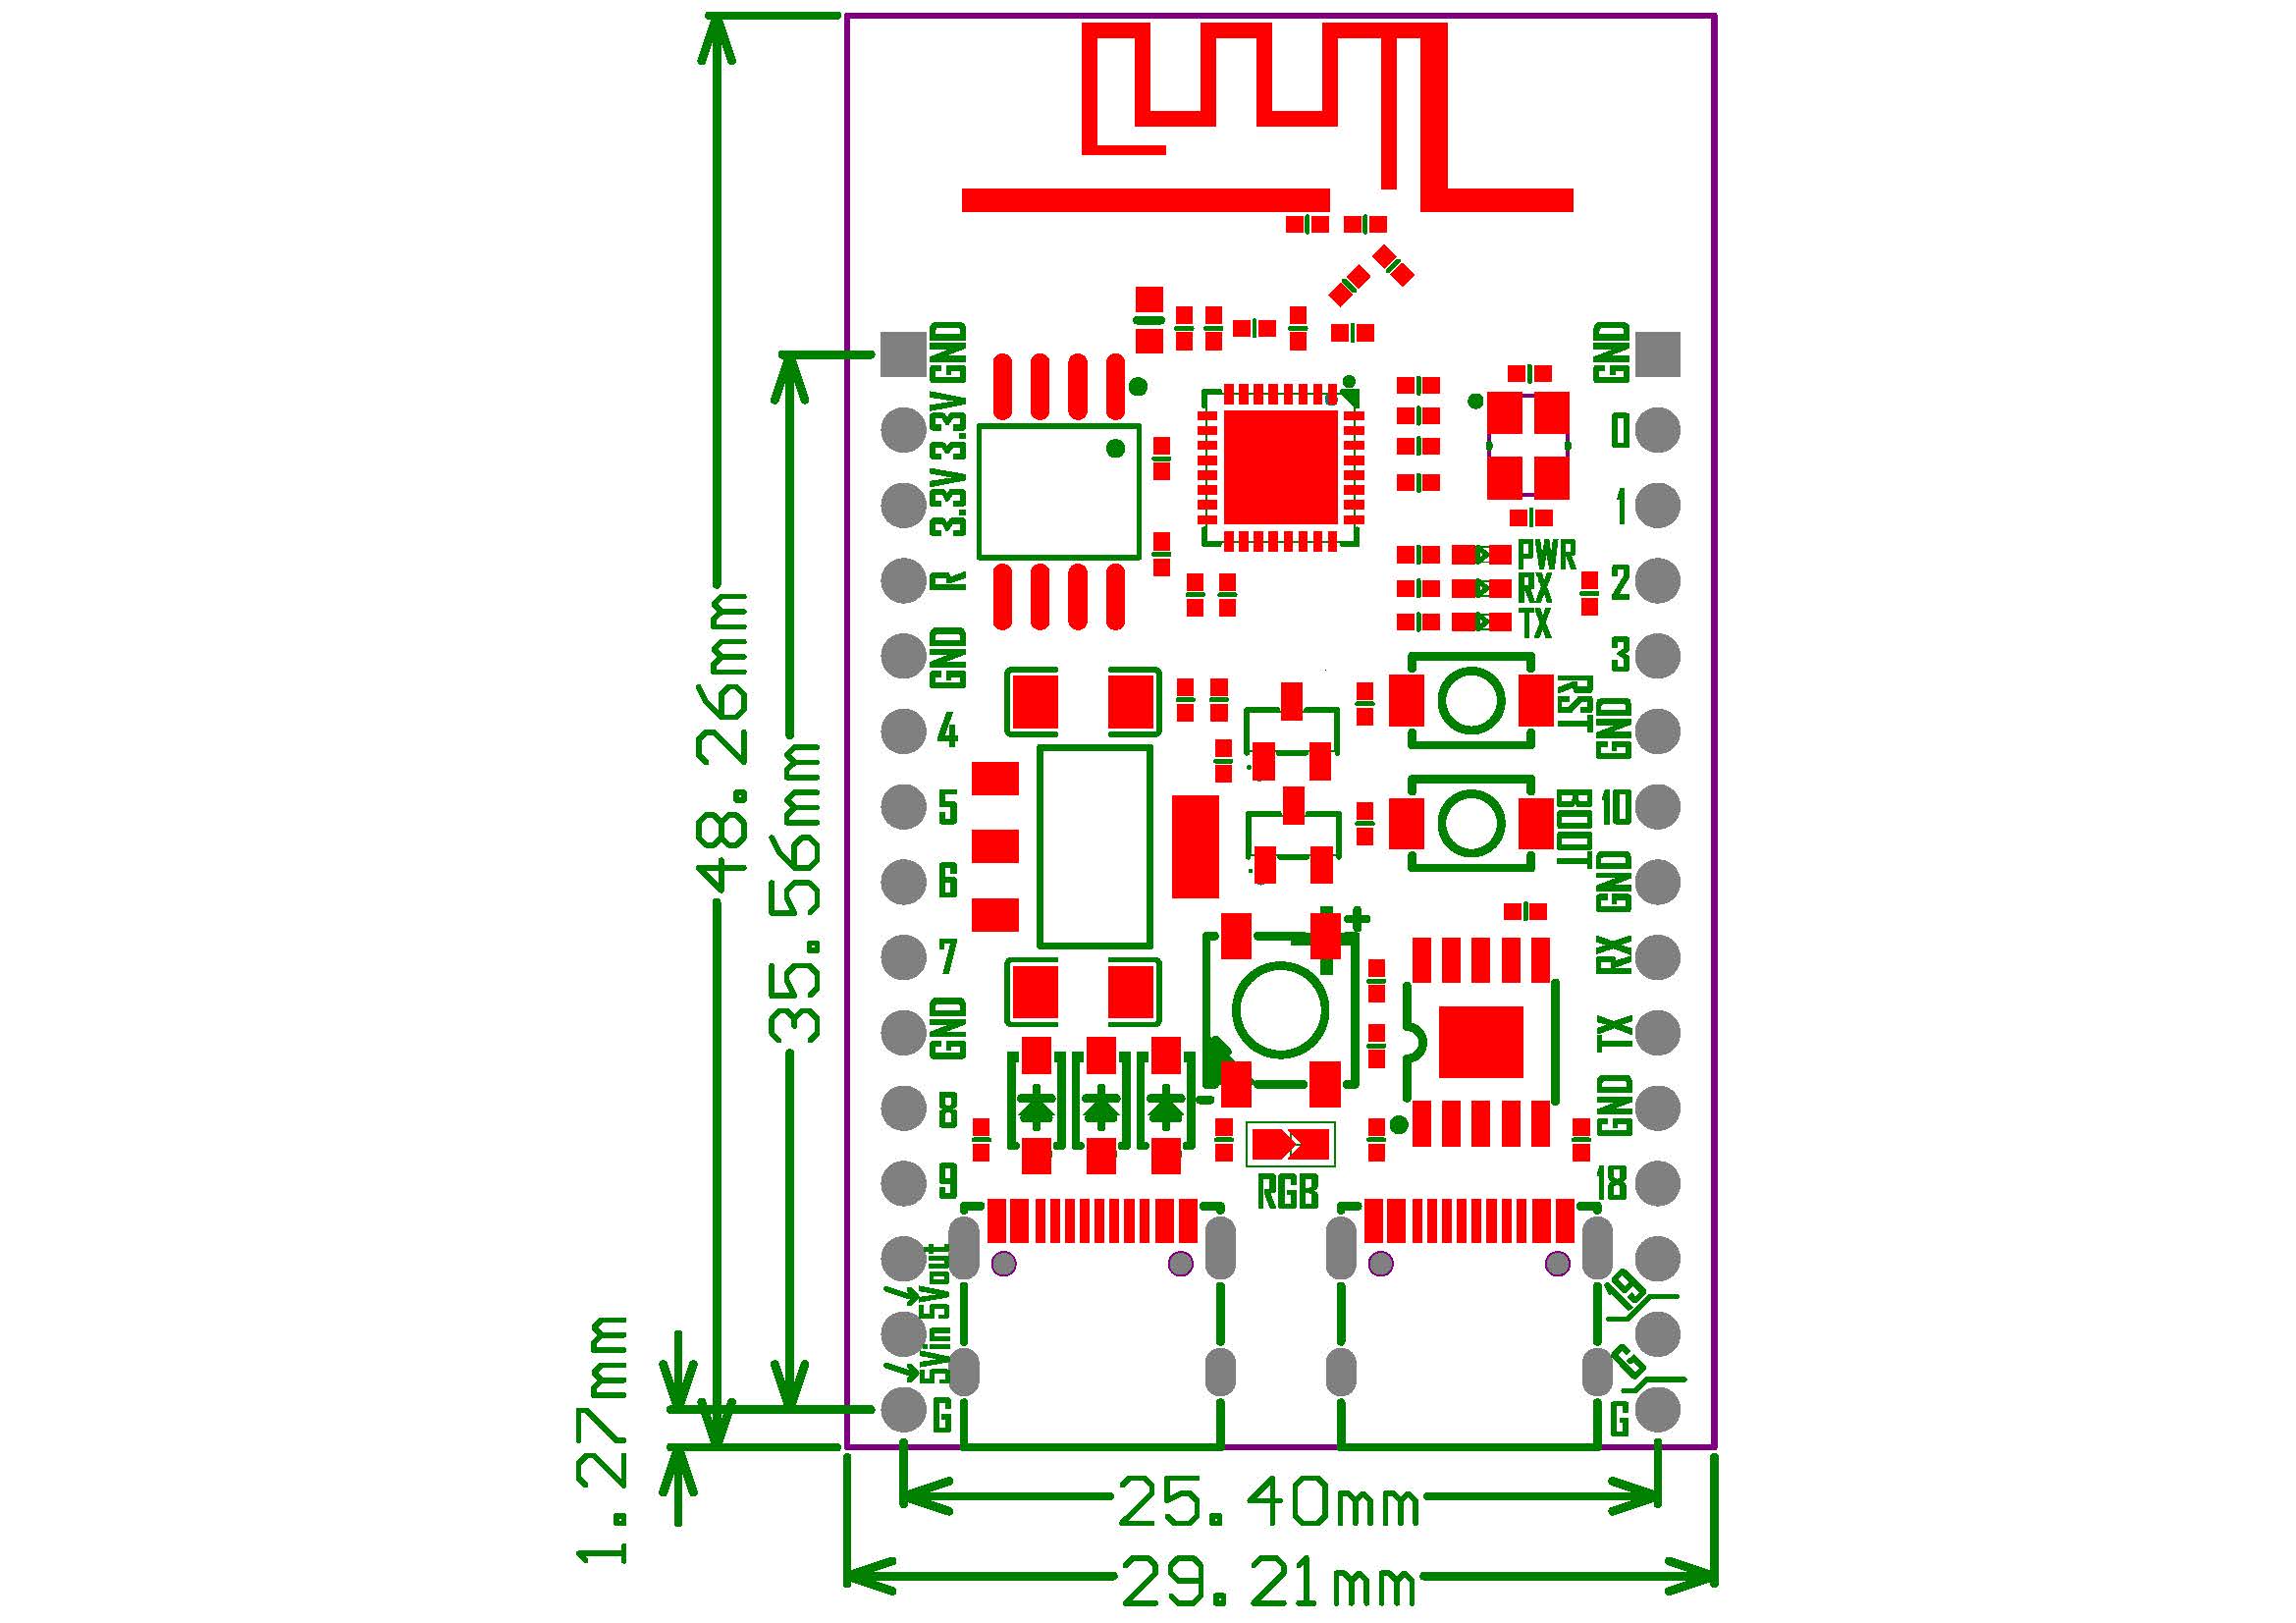 GND
3.3V
3.3V
R
GND
4
5
6
7
GND
8
9
5Vout
5Vin
G
GND
0
1
2
3
GND
10
GND
RX
TX
GND
18
19
G
G
PWR
RX
TX
RST
BOOT
+
-
RGB
48.26mm
35.56mm
1.27mm
25.40mm
29.21mm